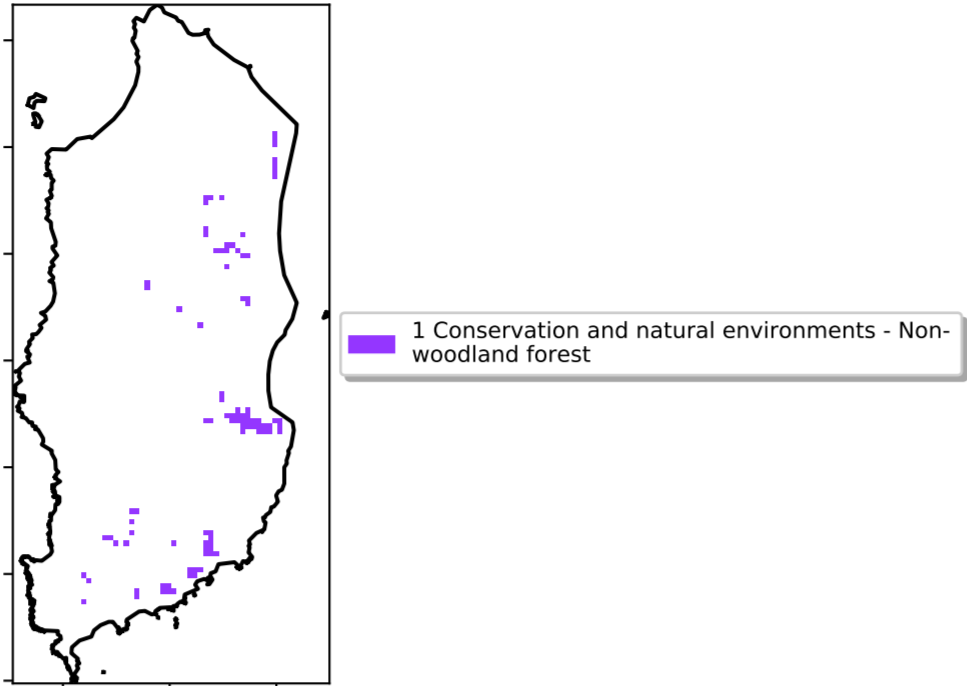 1 Conservation and natural environments - Non-
woodland forest